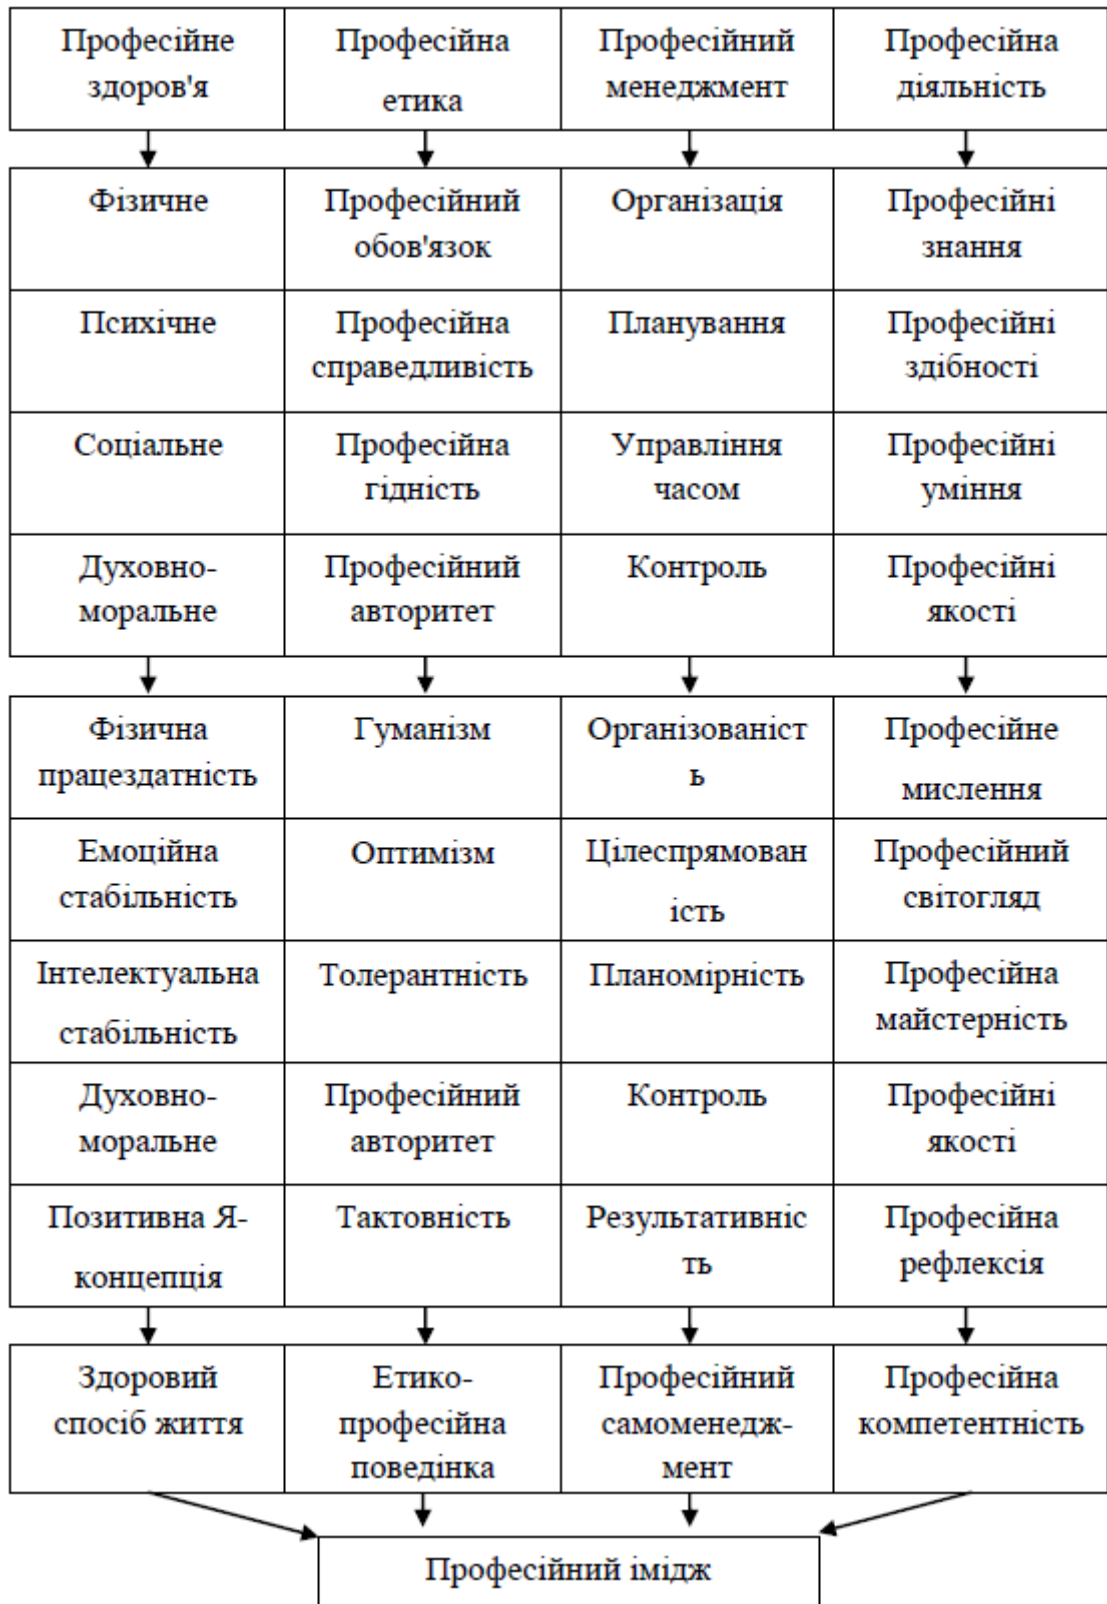 Професійне
здоров'я
Професійна
етика
Професійний
менеджмент
Професійна
діяльність
Фізичне
Професійний
обов'язок
Організація
Професійні
знання
Психічне
Професійна
справедливість
Планування
Професійні
здібності
Соціальне
Професійна
гідність
Управління
часом
Професійні
уміння
Духовно-
моральне
Професійний
авторитет
Контроль
Професійні
якості
Фізична
працездатність
Гуманізм
Організованіст
ь
Професійне
мислення
Емоційна
стабільність
Оптимізм
Цілеспрямован
ість
Професійний
світогляд
Інтелектуальна
стабільність
Толерантність
Планомірність
Професійна
майстерність
Духовно-
моральне
Професійний
авторитет
Контроль
Професійні
якості
Позитивна Я-
концепція
Тактовність
Результативніс
ть
Професійна
рефлексія
Здоровий
спосіб життя
Етико-
професійна
поведінка
Професійний
самоменедж-
мент
Професійна
компетентність
Професійний імідж